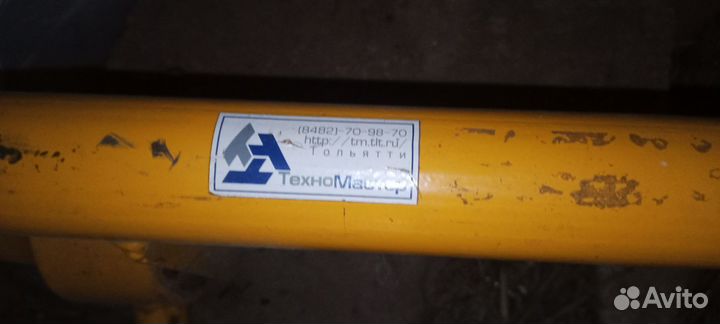 (8482)-70-98-70
http://tm.tlt.ru/
Тольятти
ТехноМастер
Avito